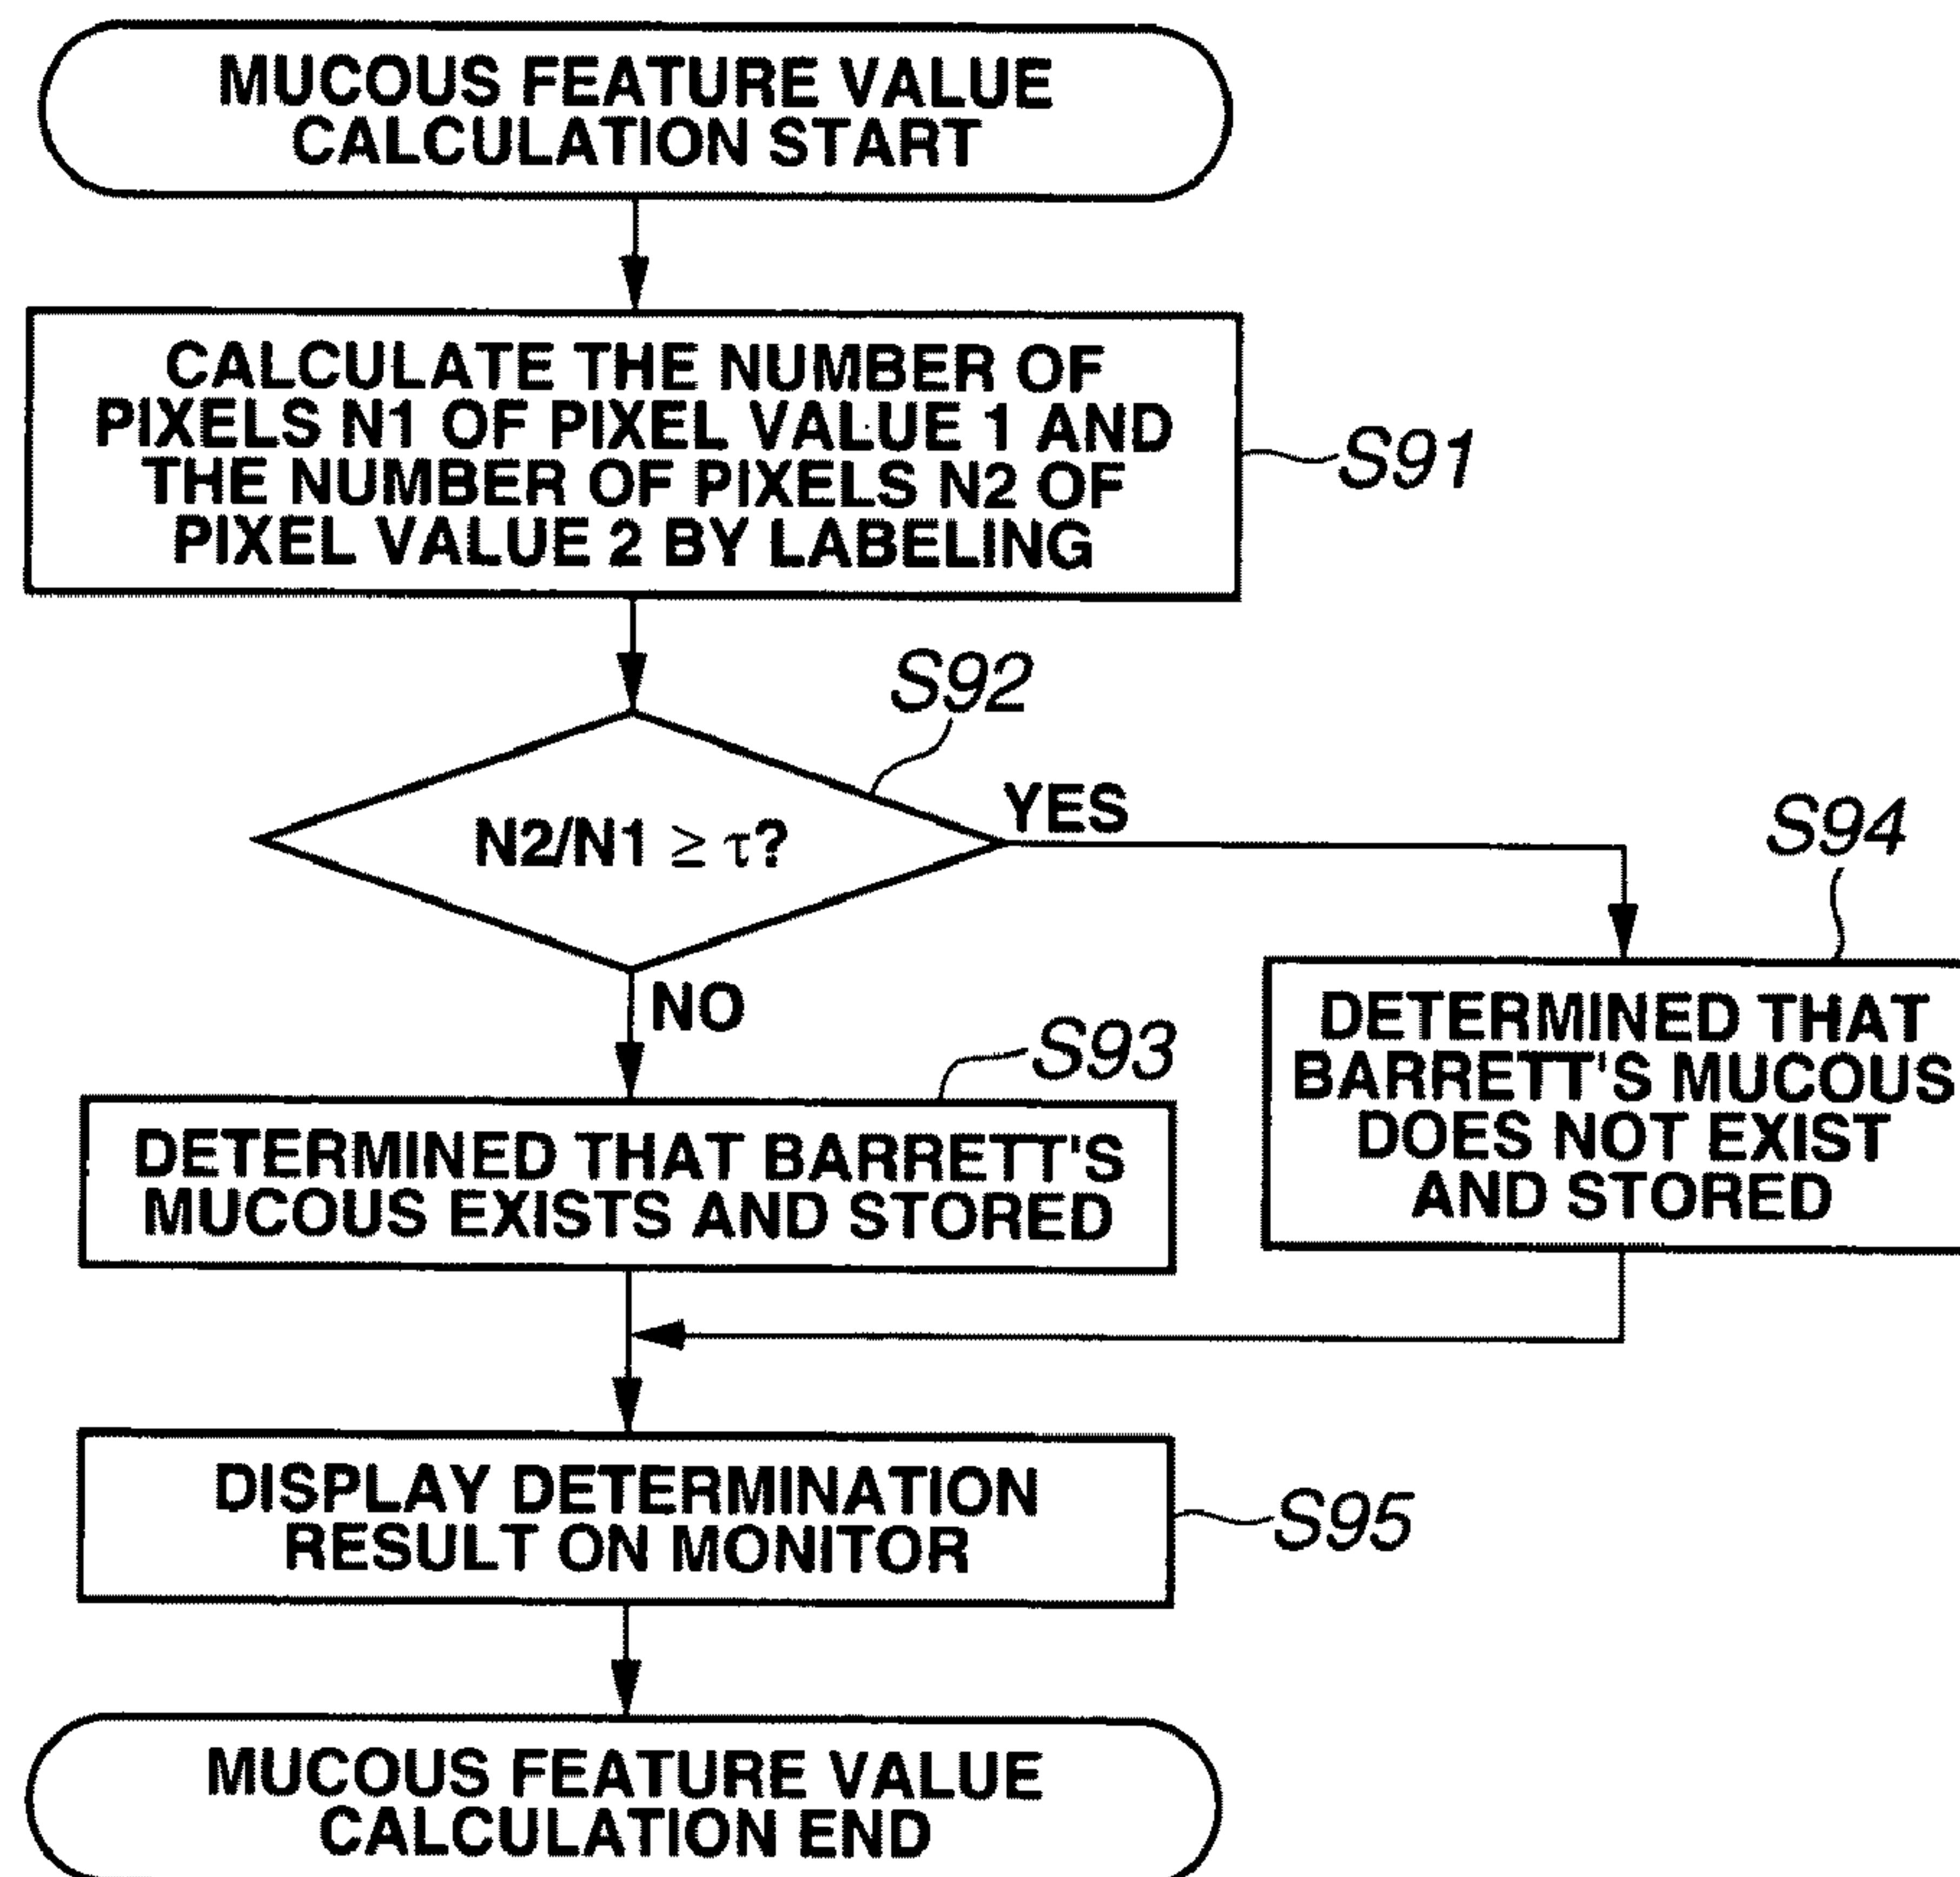 MUCOUS FEATURE VALUE
CALCULATION START
CALCULATE THE NUMBER OF
PIXELS N1 OF PIXEL VALUE 1 AND
THE NUMBER OF PIXELS N2 OF
PIXEL VALUE 2 BY LABELING
S91
S92
N2/N1 ≥ τ?
YES
S94
NO
S93
DETERMINED THAT
BARRETT'S MUCOUS
DOES NOT EXIST
AND STORED
DETERMINED THAT BARRETT'S
MUCOUS EXISTS AND STORED
DISPLAY DETERMINATION
RESULT ON MONITOR
S95
MUCOUS FEATURE VALUE
CALCULATION END